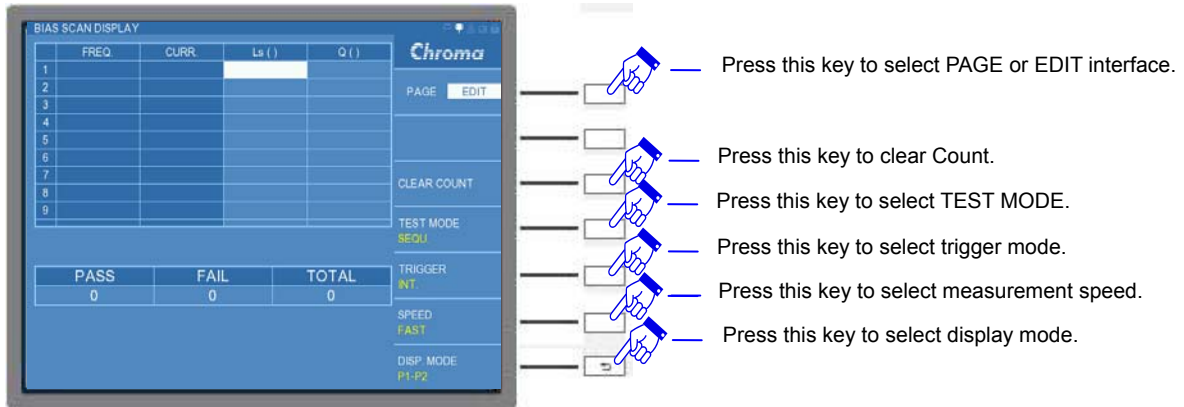 BIAS SCAN DISPLAY
FREQ. CURR. Ls ( ) Q ( )
1
2
3
4
5
6
7
8
9
PASS FAIL TOTAL
0 0 0
Chroma
PAGE EDIT
CLEAR COUNT
TEST MODE
SEQU.
TRIGGER
INT.
SPEED
FAST
DISP. MODE
P1-P2
Press this key to select PAGE or EDIT interface.
Press this key to clear Count.
Press this key to select TEST MODE.
Press this key to select trigger mode.
Press this key to select measurement speed.
Press this key to select display mode.